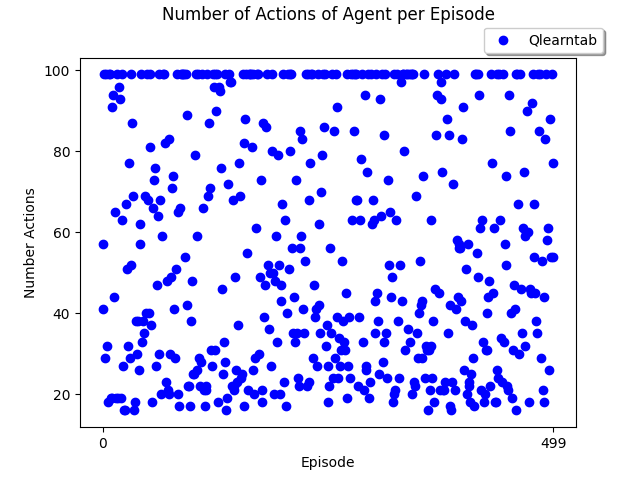 Number of Actions of Agent per Episode
Qlearntab
100
80
60
40
20
Number Actions
0
499
Episode